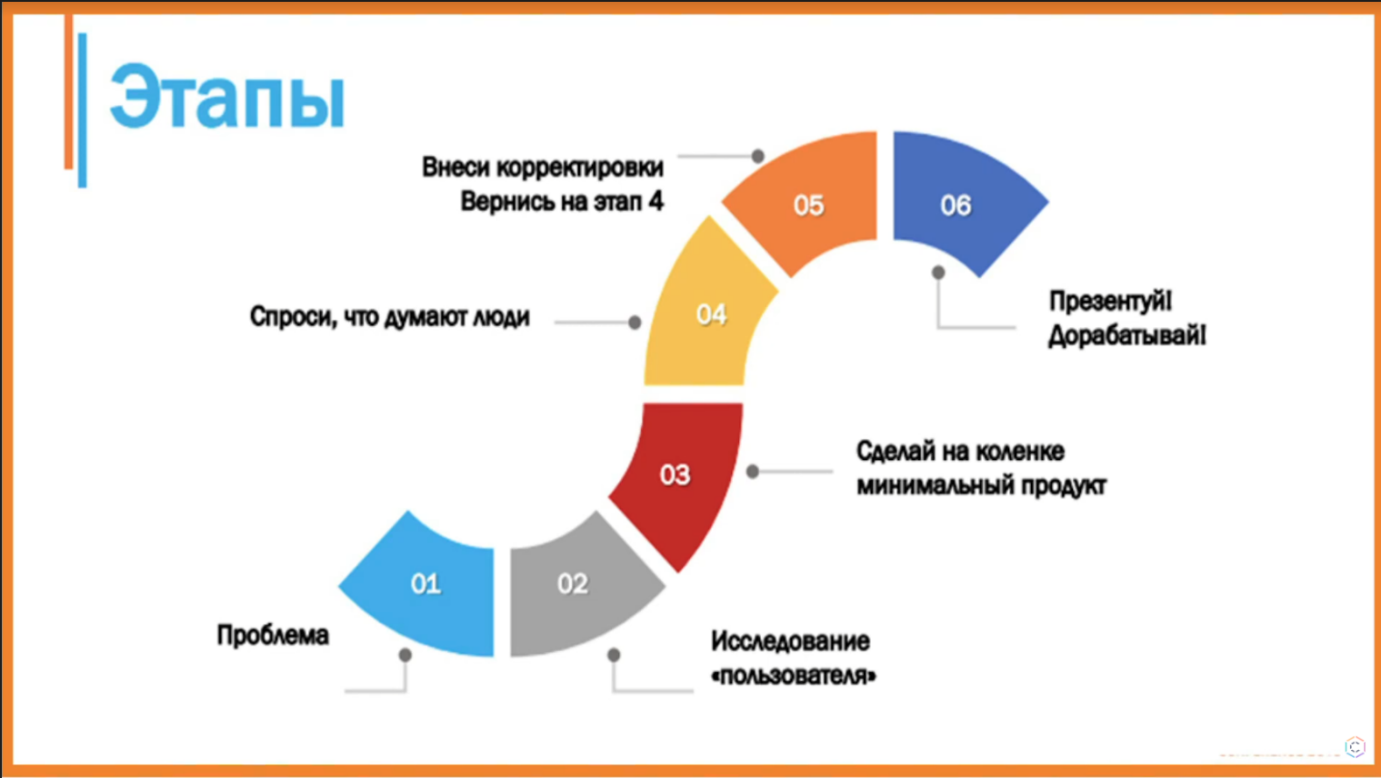 Этапы
Внеси корректировки
Вернись на этап 4
05
06
04
Спроси, что думают люди
Презентуй!
Дорабатывай!
03
Сделай на коленке
минимальный продукт
01
02
Проблема
Исследование
«пользователя»